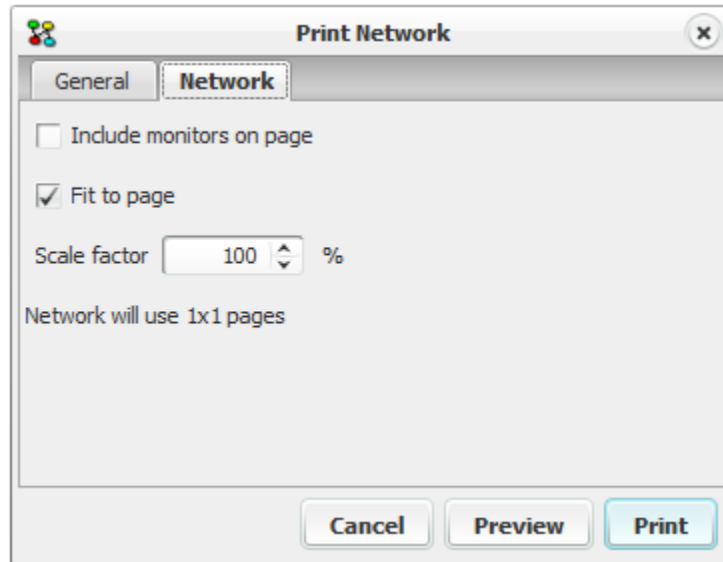 Print Network
General Network
Include monitors on page
Fit to page
Scale factor 100 %
Network will use 1x1 pages
Cancel Preview Print